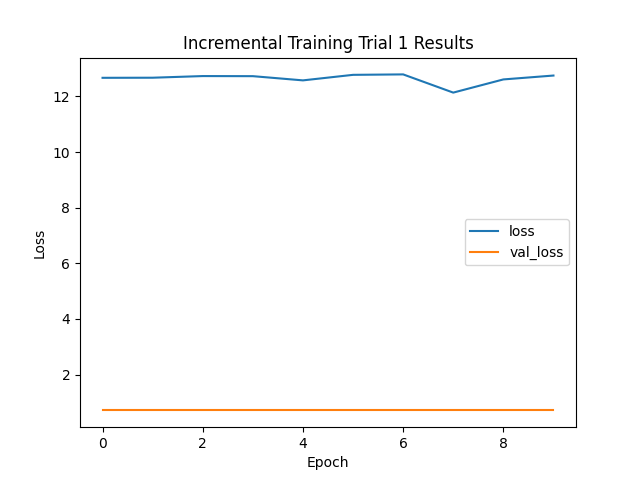 Incremental Training Trial 1 Results
12
10
8
6
4
2
Loss
loss
val_loss
0 2 4 6 8
Epoch